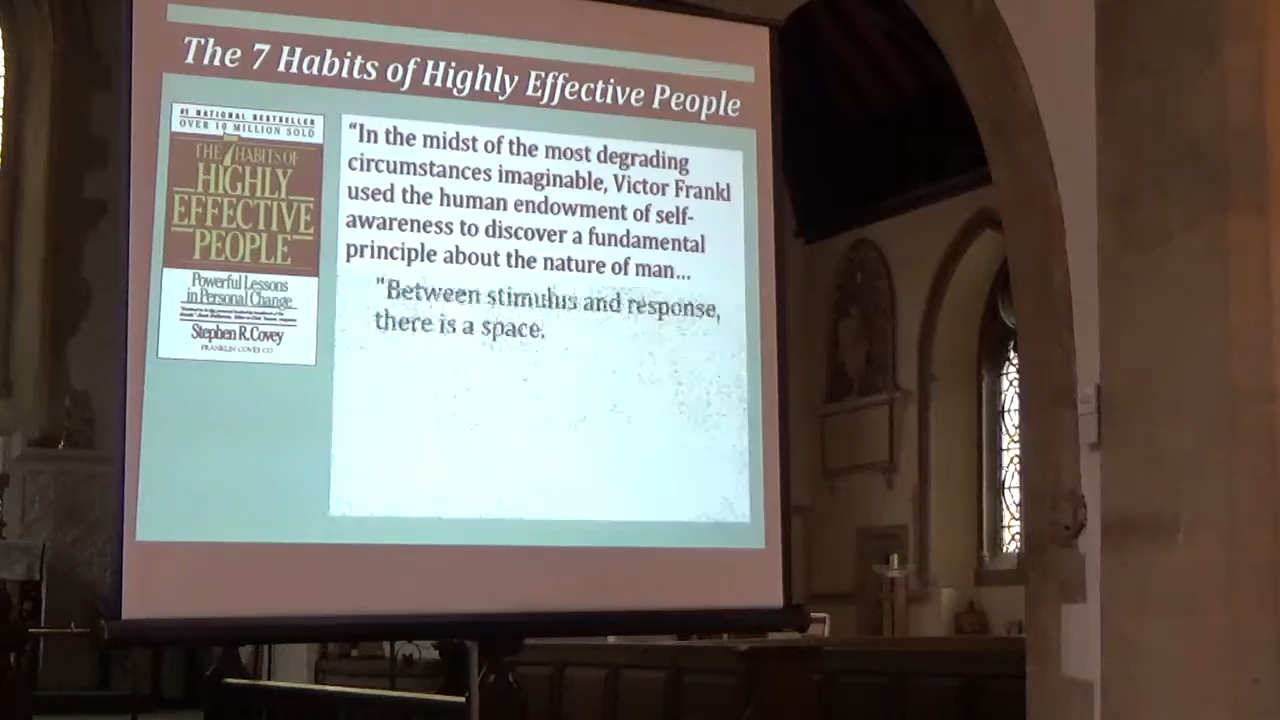 The 7 Habits of Highly Effective People
#1 NATIONAL BESTSELLER
OVER 10 MILLION SOLD
THE 7 HABITS OF
HIGHLY
EFFECTIVE
PEOPLE
Powerful Lessons
in Personal Change
Stephen R. Covey
FRANKLIN COVEY CO
“In the midst of the most degrading
circumstances imaginable, Victor Frankl
used the human endowment of self-
awareness to discover a fundamental
principle about the nature of man...
"Between stimulus and response,
there is a space.